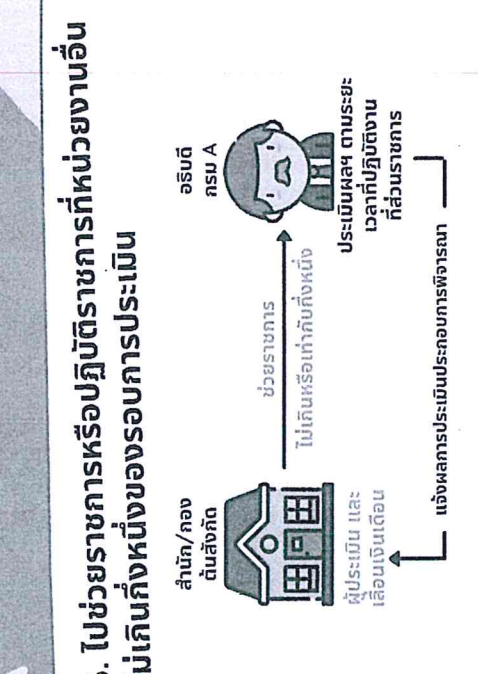 . ไปช่วยราชการหรือปฏิบัติราชการที่หน่วยงานอื่น
ม่เกินกึ่งหนึ่งของรอบการประเมิน
สำนัก/กอง
ต้นสังกัด
ผู้ประเมิน และ
เลื่อนเงินเดือน
ช่วยราชการ
ไม่เกินหรือเท่ากับกึ่งหนึ่ง
อธิบดี
กรม A
ประเมินผลฯ ตามระยะ
เวลาที่ปฏิบัติงาน
ที่ส่วนราชการ
แจ้งผลการประเมินประกอบการพิจารณา